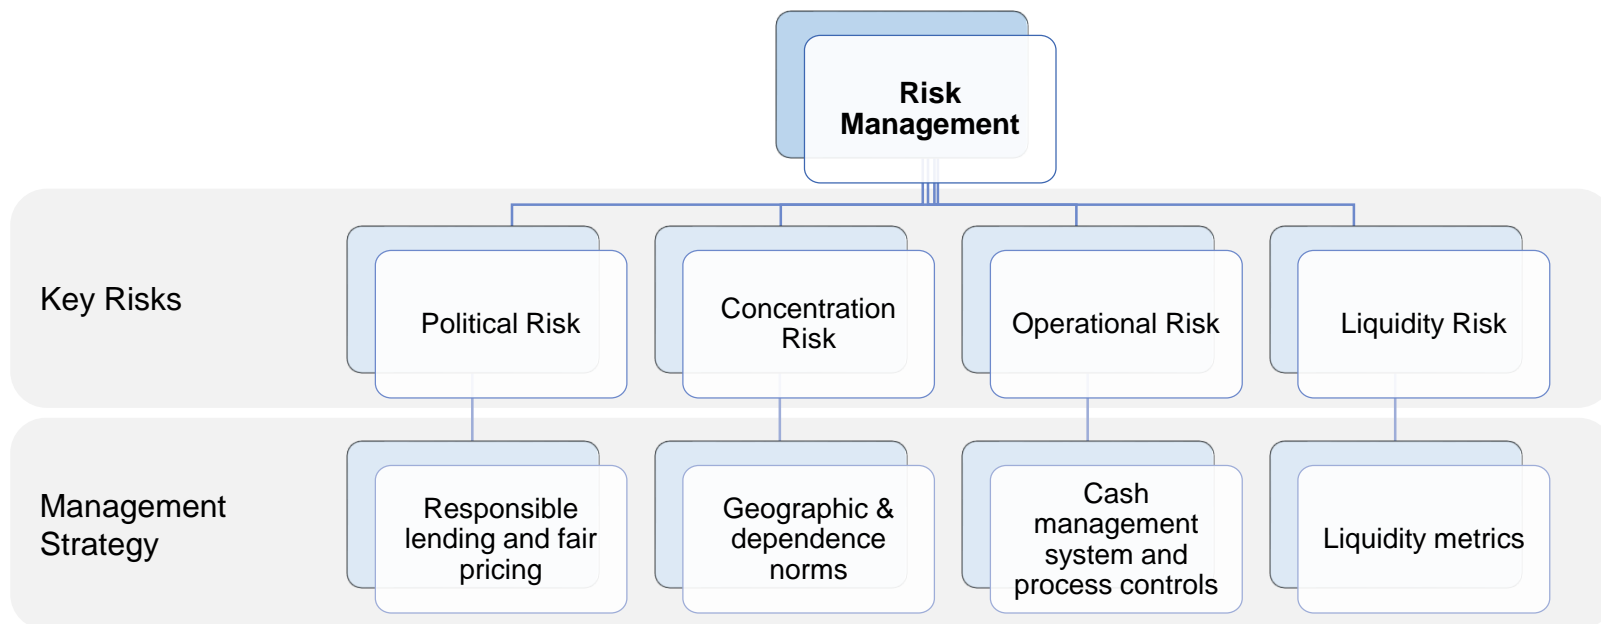 Risk
Management
Key Risks
Political Risk
Concentration
Risk
Operational Risk
Liquidity Risk
Management
Strategy
Responsible
lending and fair
pricing
Geographic &
dependence
norms
Cash
management
system and
process controls
Liquidity metrics